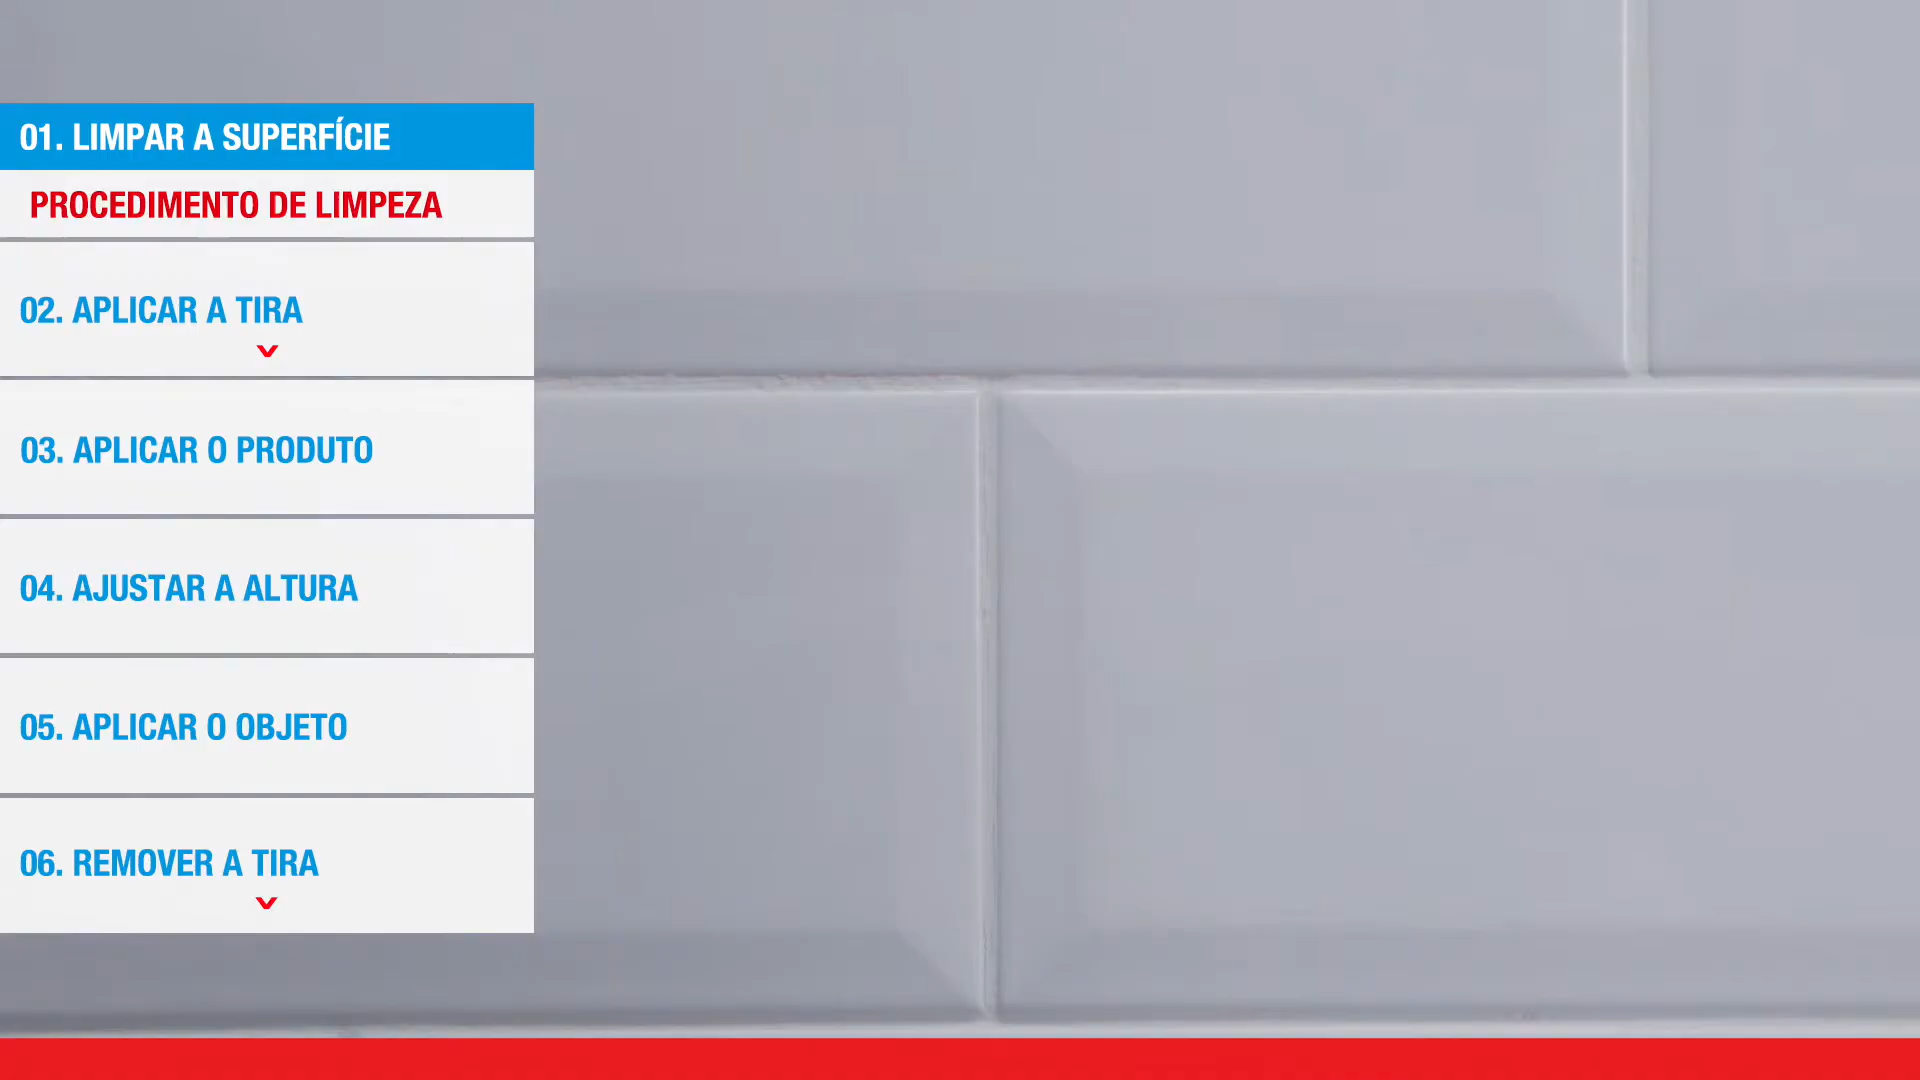 01. LIMPAR A SUPERFÍCIE
PROCEDIMENTO DE LIMPEZA
02. APLICAR A TIRA
03. APLICAR O PRODUTO
04. AJUSTAR A ALTURA
05. APLICAR O OBJETO
06. REMOVER A TIRA